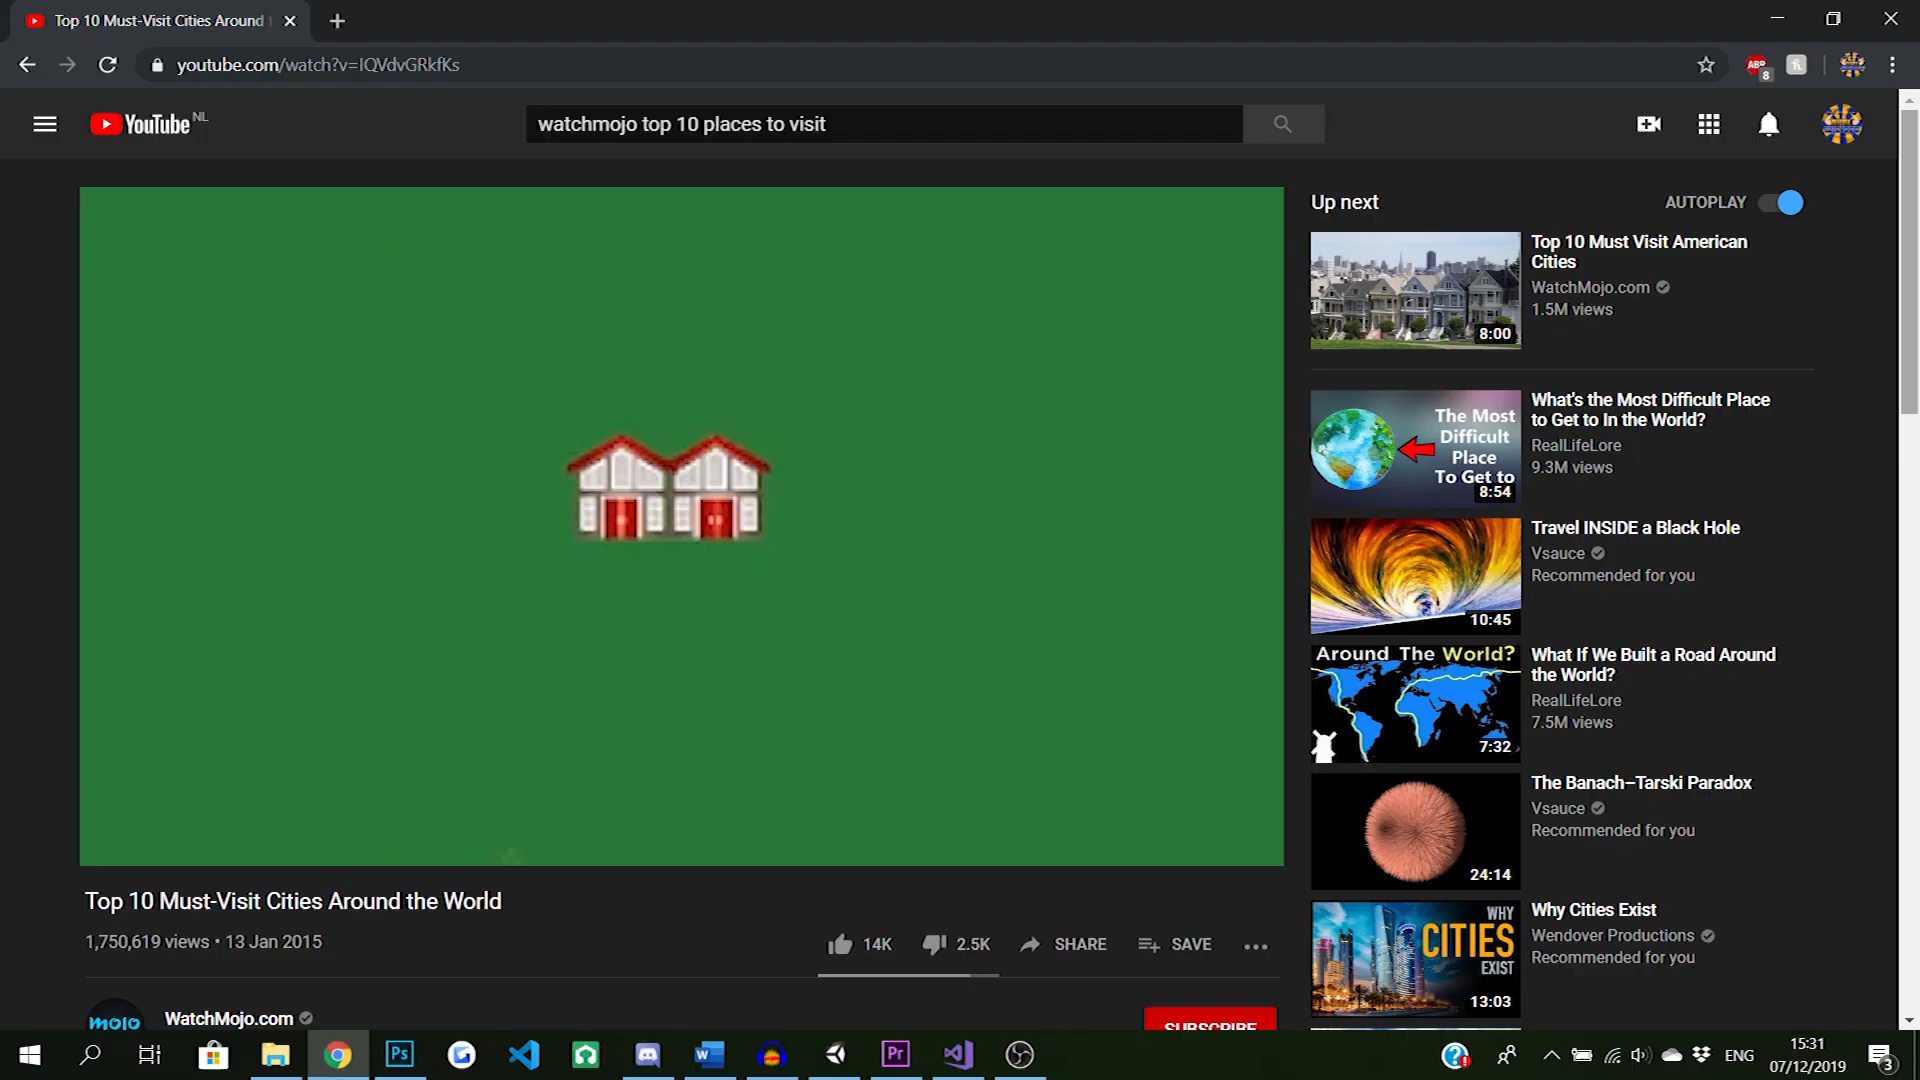 Top 10 Must-Visit Cities Around
youtube.com/watch?v=IQVdvGRkfKs
ABP
8
YouTube NL
watchmojo top 10 places to visit
Up next
AUTOPLAY
Top 10 Must Visit American
Cities
WatchMojo.com
1.5M views
8:00
The Most
Difficult
Place
To Get to
8:54
What's the Most Difficult Place
to Get to In the World?
RealLifeLore
9.3M views
10:45
Travel INSIDE a Black Hole
Vsauce
Recommended for you
Around The World?
7:32
What If We Built a Road Around
the World?
RealLifeLore
7.5M views
24:14
The Banach–Tarski Paradox
Vsauce
Recommended for you
WHY
CITIES
EXIST
13:03
Why Cities Exist
Wendover Productions
Recommended for you
Top 10 Must-Visit Cities Around the World
1,750,619 views • 13 Jan 2015
14K
2.5K
SHARE
SAVE
mojo
WatchMojo.com
SUBSCRIBE
Ps
W
Pr
ENG
15:31
07/12/2019
3